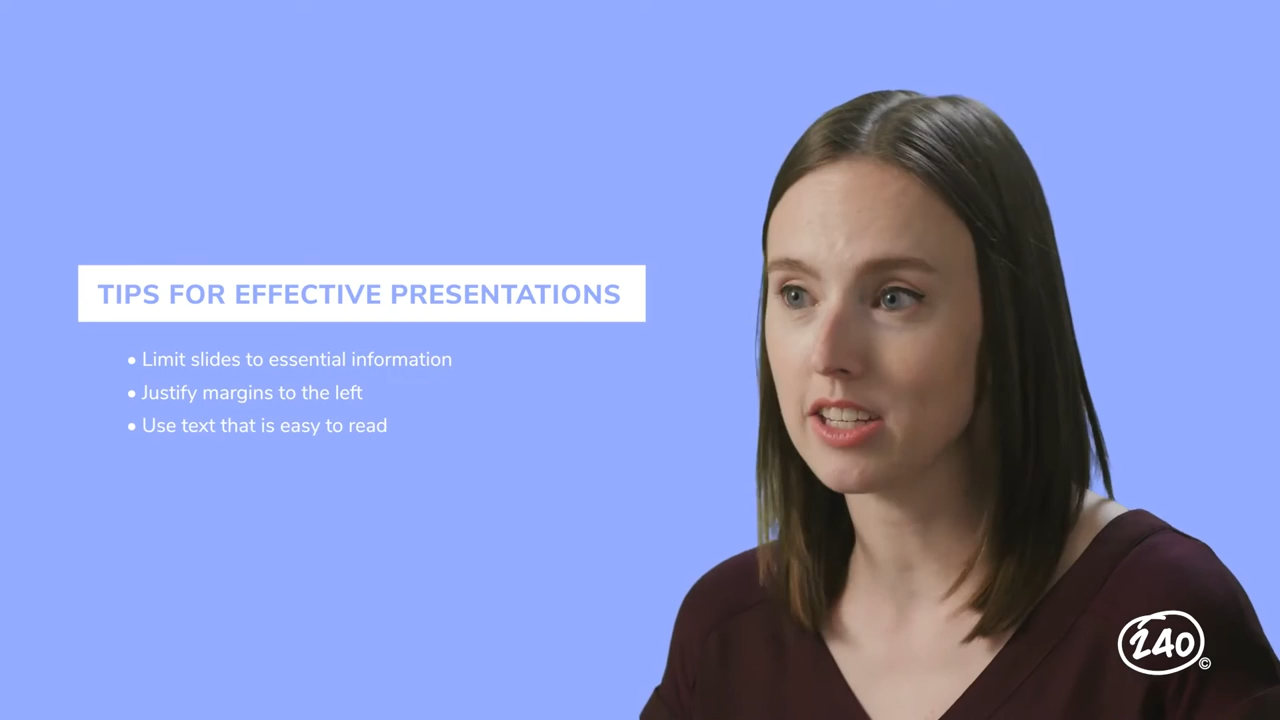 TIPS FOR EFFECTIVE PRESENTATIONS
• Limit slides to essential information
• Justify margins to the left
• Use text that is easy to read
240
©